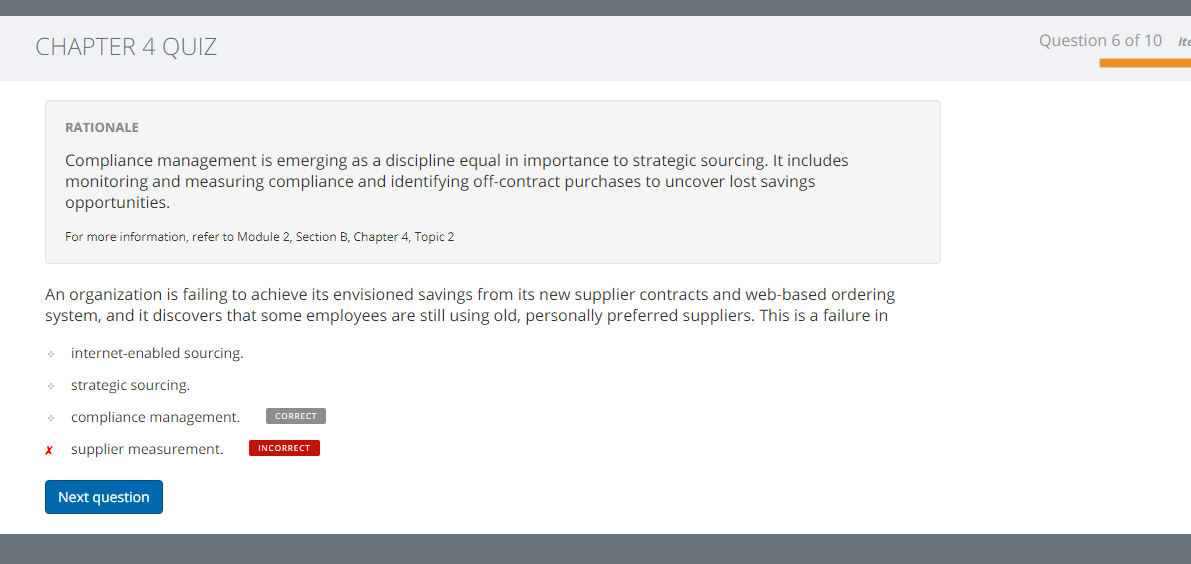 CHAPTER 4 QUIZ
Question 6 of 10
RATIONALE
Compliance management is emerging as a discipline equal in importance to strategic sourcing. It includes
monitoring and measuring compliance and identifying off-contract purchases to uncover lost savings
opportunities.
For more information, refer to Module 2, Section B, Chapter 4, Topic 2
An organization is failing to achieve its envisioned savings from its new supplier contracts and web-based ordering
system, and it discovers that some employees are still using old, personally preferred suppliers. This is a failure in
internet-enabled sourcing.
strategic sourcing.
compliance management. CORRECT
supplier measurement. INCORRECT
Next question